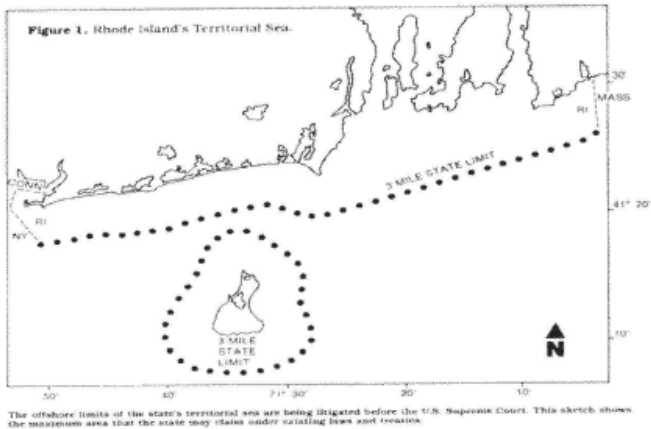 Figure 1. Rhode Island's Territorial Sea.
30'
MASS
RI
3 MILE STATE LIMIT
CONN
RI
NY
41° 20'
3 MILE
STATE
LIMIT
10'
N
50'
40'
71° 30'
20'
10'
The offshore limits of the state's territorial sea are being litigated before the U.S. Supreme Court. This sketch shows
the maximum area that the state may claim under existing laws and treaties.